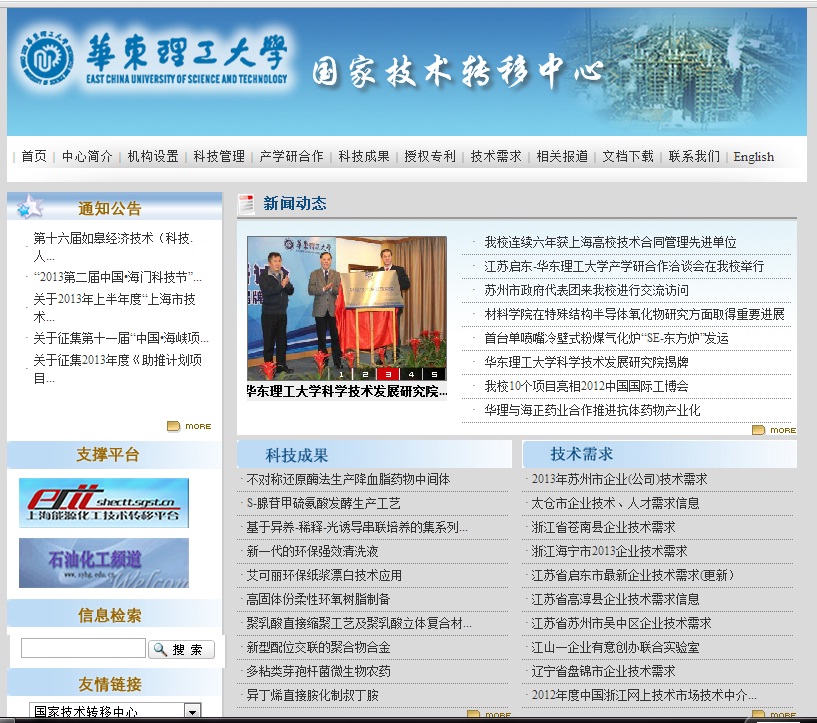 華東理工大學
EAST CHINA UNIVERSITY OF SCIENCE AND TECHNOLOGY
国家技术转移中心
首页 | 中心简介 | 机构设置 | 科技管理 | 产学研合作 | 科技成果 | 授权专利 | 技术需求 | 相关报道 | 文档下载 | 联系我们 | English
通知公告
第十六届如皋经济技术（科技.
人...
“2013第二届中国•海门科技节”...
关于2013年上半年度“上海市技
术...
关于征集第十一届“中国•海峡项...
关于征集2013年度《助推计划项
目...
MORE
新闻动态
華東理工大學
1 2 3 4 5
华东理工大学科学技术发展研究院...
我校连续六年获上海高校技术合同管理先进单位
江苏启东-华东理工大学产学研合作洽谈会在我校举行
苏州市政府代表团来我校进行交流访问
材料学院在特殊结构半导体氧化物研究方面取得重要进展
首台单喷嘴冷壁式粉煤气化炉“SE-东方炉”发运
华东理工大学科学技术发展研究院揭牌
我校10个项目亮相2012中国国际工博会
华理与海正药业合作推进抗体药物产业化
MORE
支撑平台
shectt.sgst.cn
上海能源化工技术转移平台
石油化工频道
www.syhg.edu.cn
Welcome
信息检索
搜 索
友情链接
国家技术转移中心
科技成果
不对称还原酶法生产降血脂药物中间体
S-腺苷甲硫氨酸发酵生产工艺
基于异养-稀释-光诱导串联培养的集系列...
新一代的环保强效清洗液
艾可丽环保纸浆漂白技术应用
高固体份柔性环氧树脂制备
聚乳酸直接缩聚工艺及聚乳酸立体复合材...
新型配位交联的聚合物合金
多粘类芽孢杆菌微生物农药
异丁烯直接胺化制叔丁胺
MORE
技术需求
2013年苏州市企业(公司)技术需求
太仓市企业技术、人才需求信息
浙江省苍南县企业技术需求
浙江海宁市2013企业技术需求
江苏省启东市最新企业技术需求(更新）
江苏省高淳县企业技术需求信息
江苏省苏州市吴中区企业技术需求
江山一企业有意创办联合实验室
辽宁省盘锦市企业技术需求
2012年度中国浙江网上技术市场技术中介...
MORE